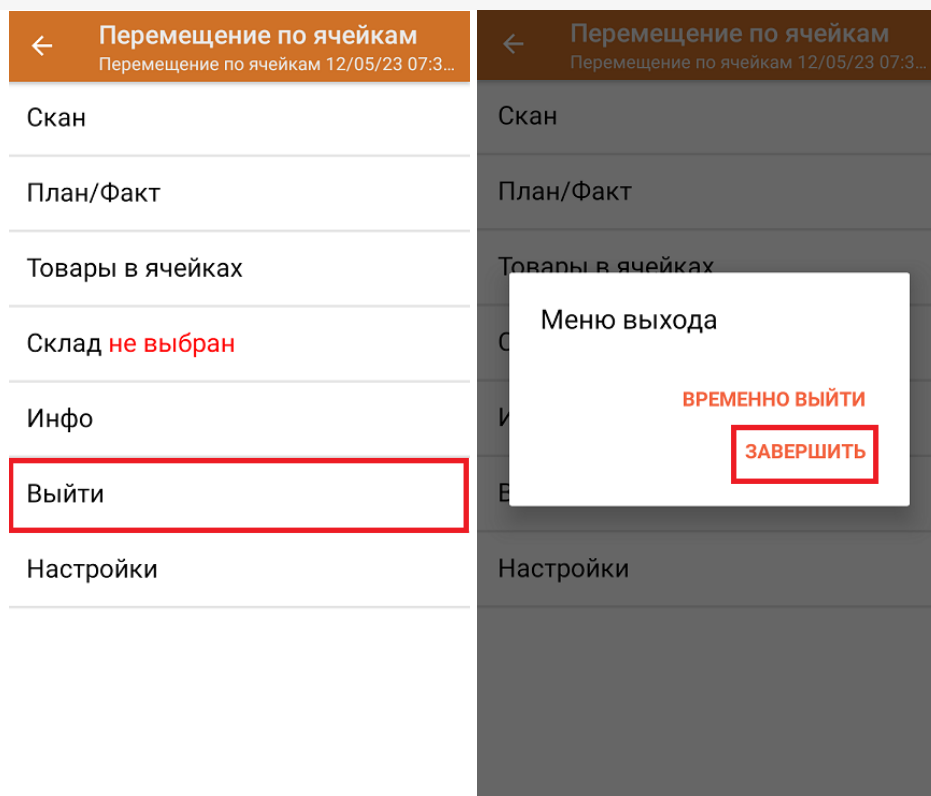 Перемещение по ячейкам
Перемещение по ячейкам 12/05/23 07:3...
Скан
План/Факт
Товары в ячейках
Склад не выбран
Инфо
Выйти
Настройки
Перемещение по ячейкам
Перемещение по ячейкам 12/05/23 07:3...
Скан
План/Факт
Товары в ячейках
Меню выхода
ВРЕМЕННО ВЫЙТИ
ЗАВЕРШИТЬ
Настройки